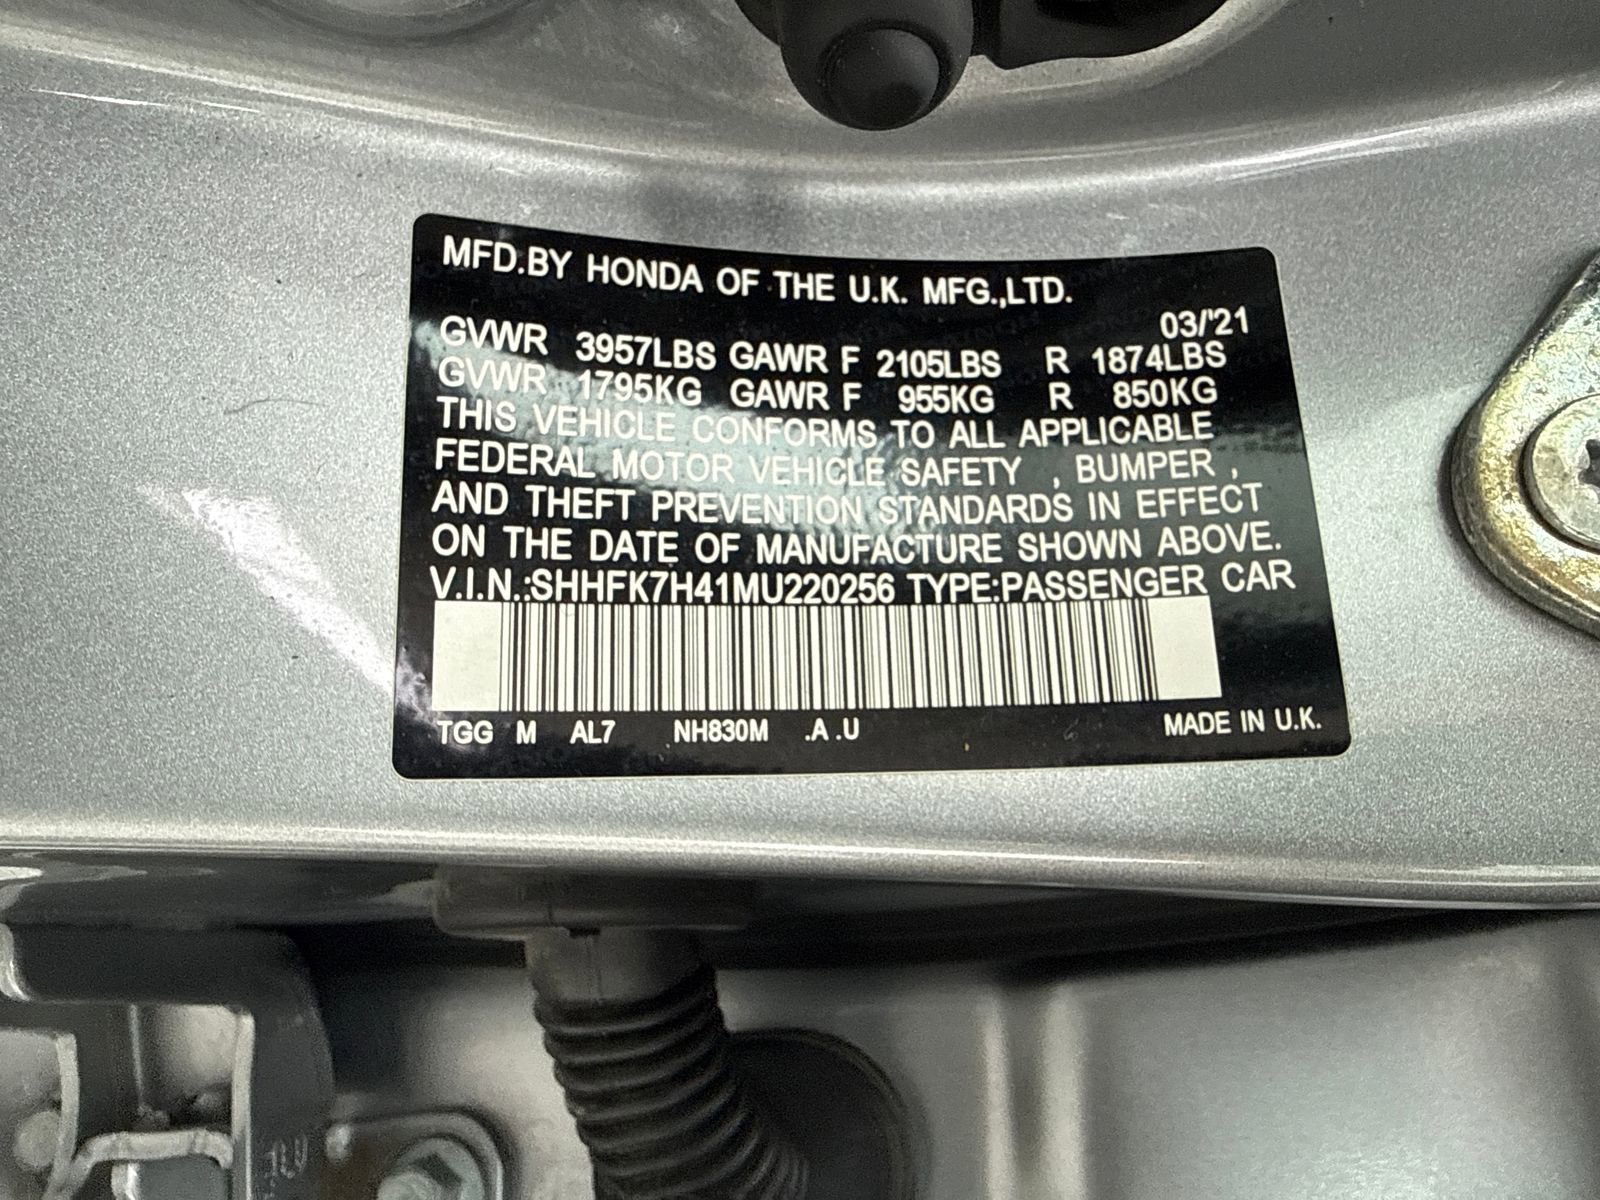 MFD.BY HONDA OF THE U.K. MFG.,LTD.
03/'21
GVWR 3957LBS GAWR F 2105LBS R 1874LBS
GVWR 1795KG GAWR F 955KG R 850KG
THIS VEHICLE CONFORMS TO ALL APPLICABLE
FEDERAL MOTOR VEHICLE SAFETY , BUMPER ,
AND THEFT PREVENTION STANDARDS IN EFFECT
ON THE DATE OF MANUFACTURE SHOWN ABOVE.
V.I.N.:SHHFK7H41MU220256 TYPE:PASSENGER CAR
TGG M AL7 NH830M .A .U MADE IN U.K.